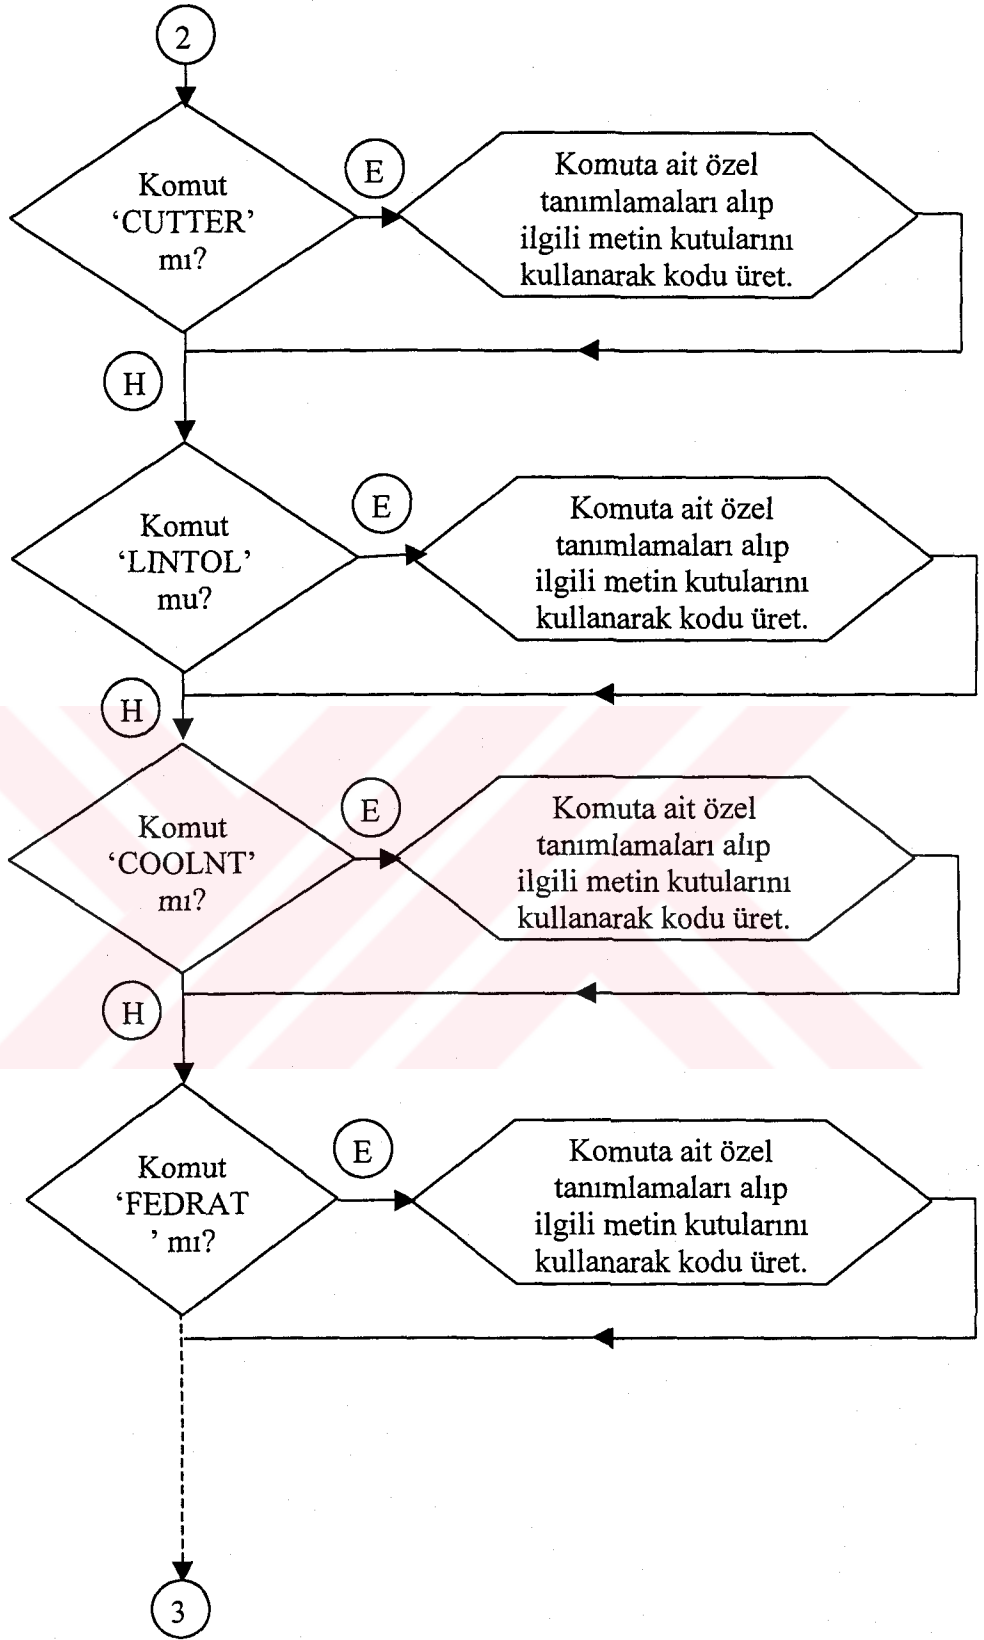 2
Komut
‘CUTTER’
mı?
E
Komuta ait özel
tanımlamaları alıp
ilgili metin kutularını
kullanarak kodu üret.
H
Komut
‘LINTOL’
mu?
E
Komuta ait özel
tanımlamaları alıp
ilgili metin kutularını
kullanarak kodu üret.
H
Komut
‘COOLNT’
mı?
E
Komuta ait özel
tanımlamaları alıp
ilgili metin kutularını
kullanarak kodu üret.
H
Komut
‘FEDRAT
’ mı?
E
Komuta ait özel
tanımlamaları alıp
ilgili metin kutularını
kullanarak kodu üret.
3